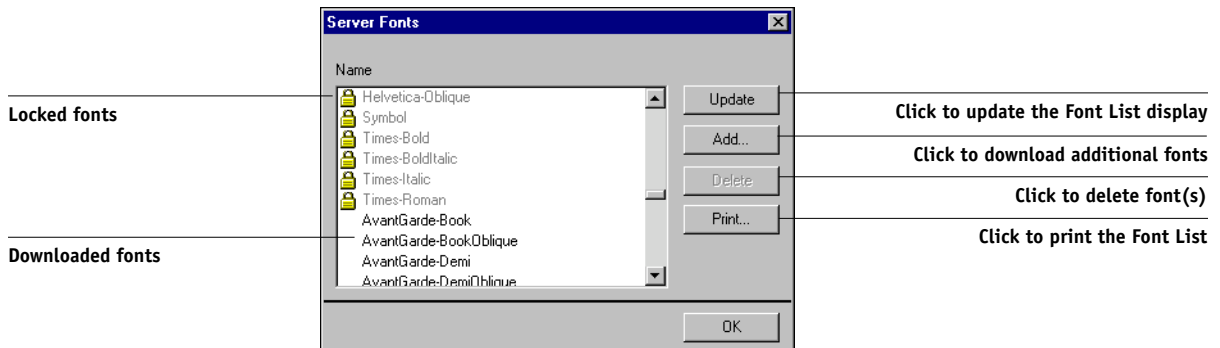 Server Fonts
Name
Helvetica-Oblique
Symbol
Times-Bold
Times-BoldItalic
Times-Italic
Times-Roman
AvantGarde-Book
AvantGarde-BookOblique
AvantGarde-Demi
AvantGarde-DemiOblique
Update
Add...
Delete
Print...
OK
Locked fonts
Downloaded fonts
Click to update the Font List display
Click to download additional fonts
Click to delete font(s)
Click to print the Font List